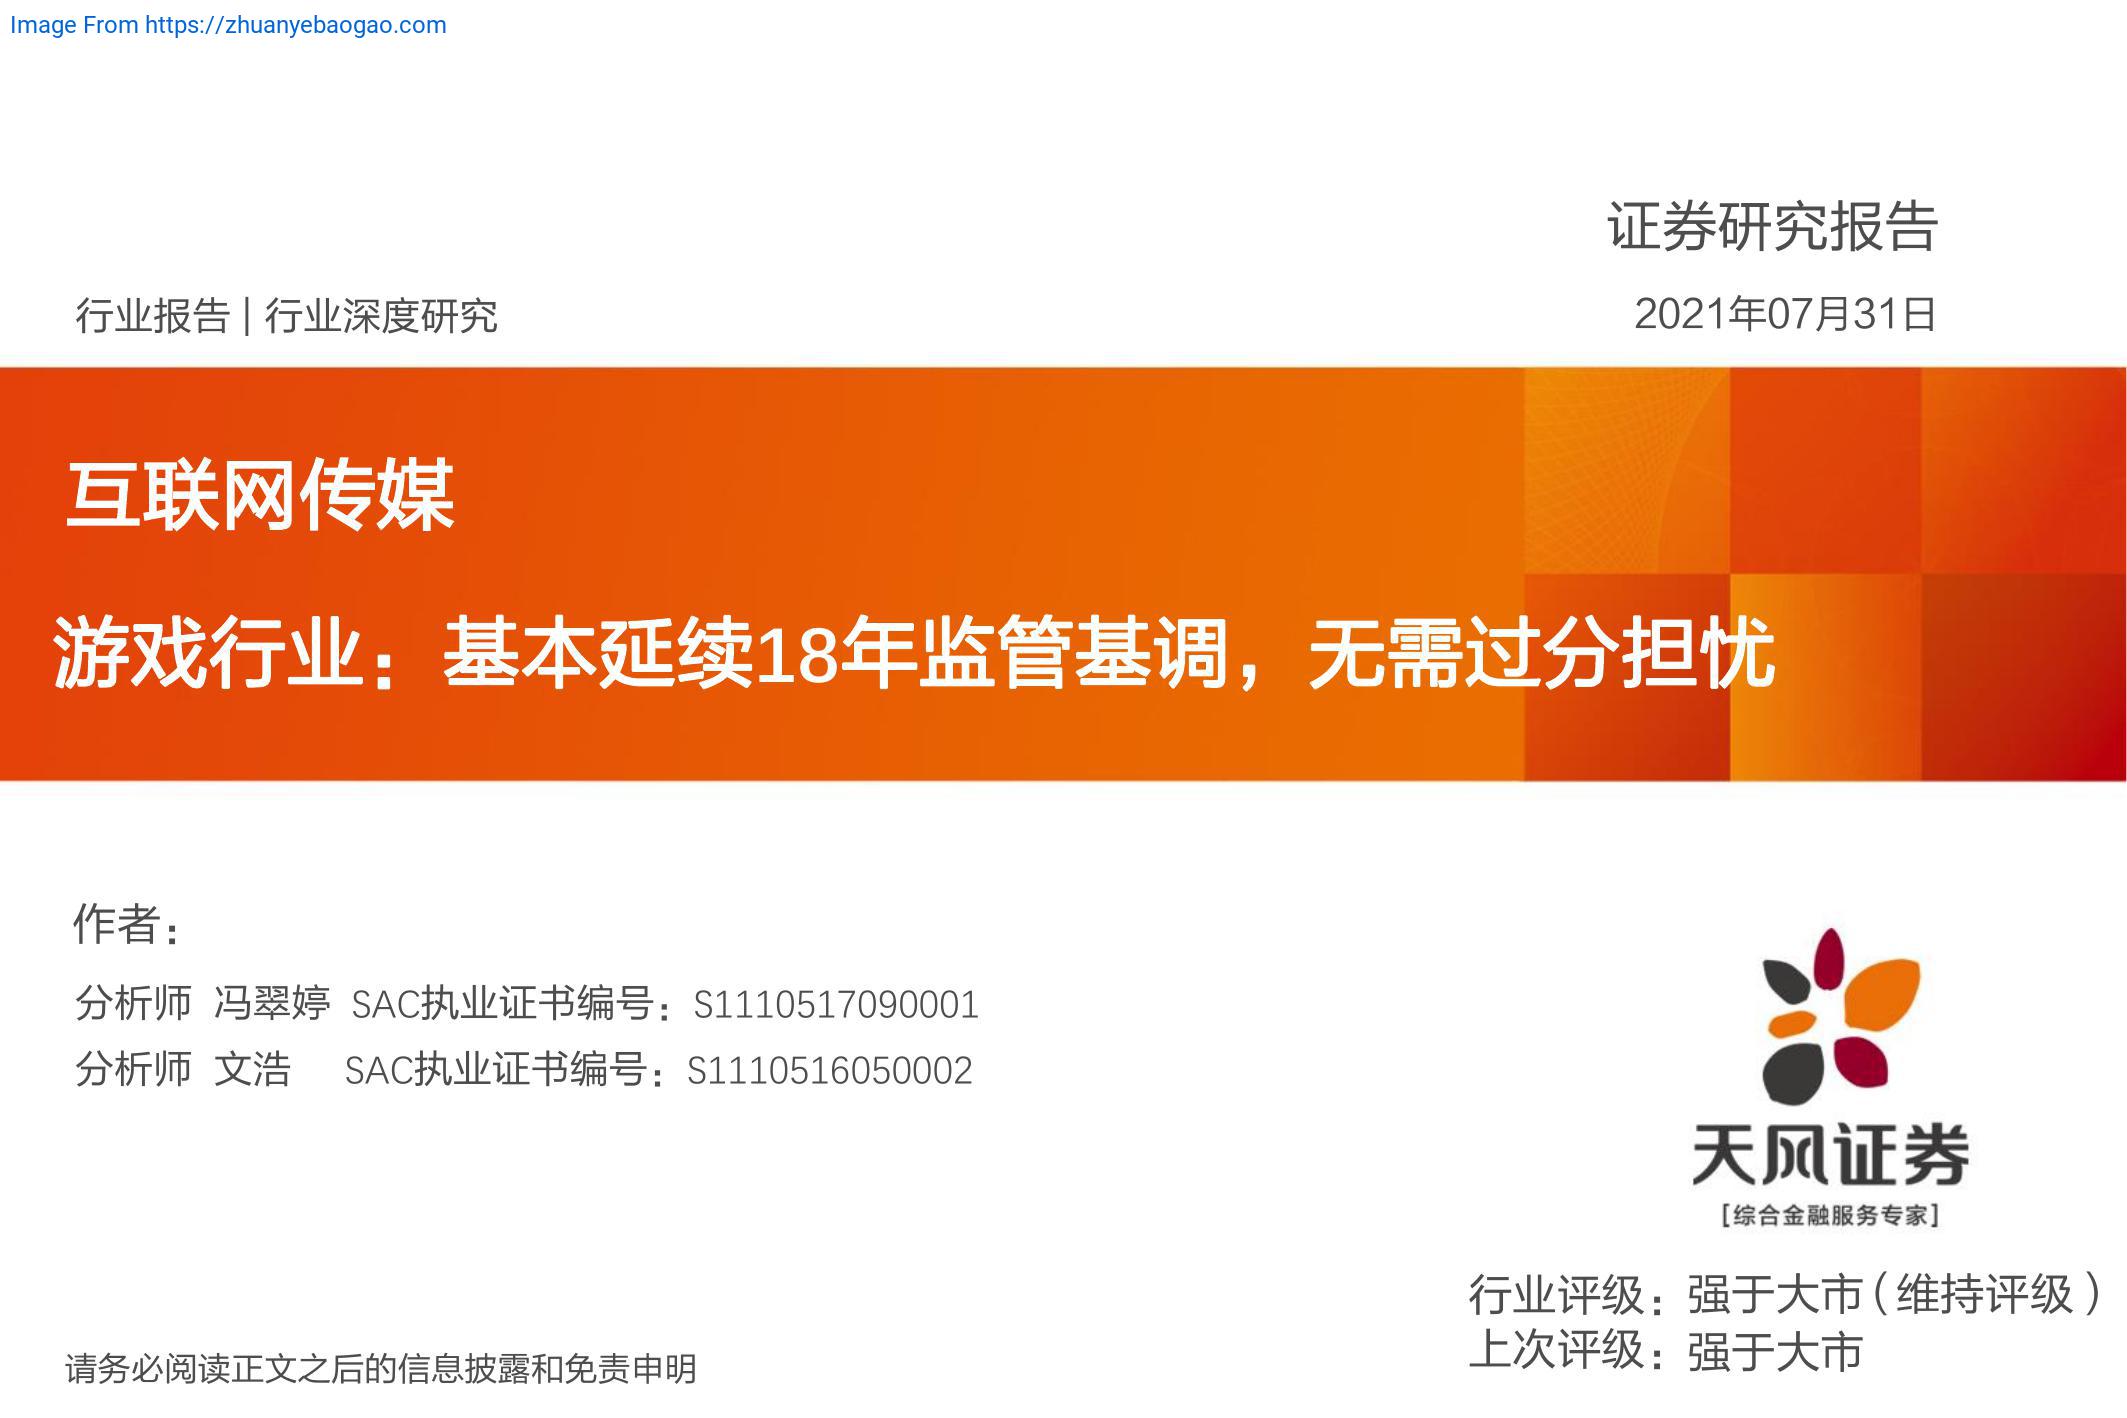 Image From https://zhuanyebaogao.com
证券研究报告
行业报告 | 行业深度研究
2021年07月31日
互联网传媒
游戏行业：基本延续18年监管基调，无需过分担忧
作者：
分析师 冯翠婷 SAC执业证书编号：S1110517090001
分析师 文浩 SAC执业证书编号：S1110516050002
天风证券
[综合金融服务专家]
行业评级：强于大市（维持评级）
上次评级：强于大市
请务必阅读正文之后的信息披露和免责申明